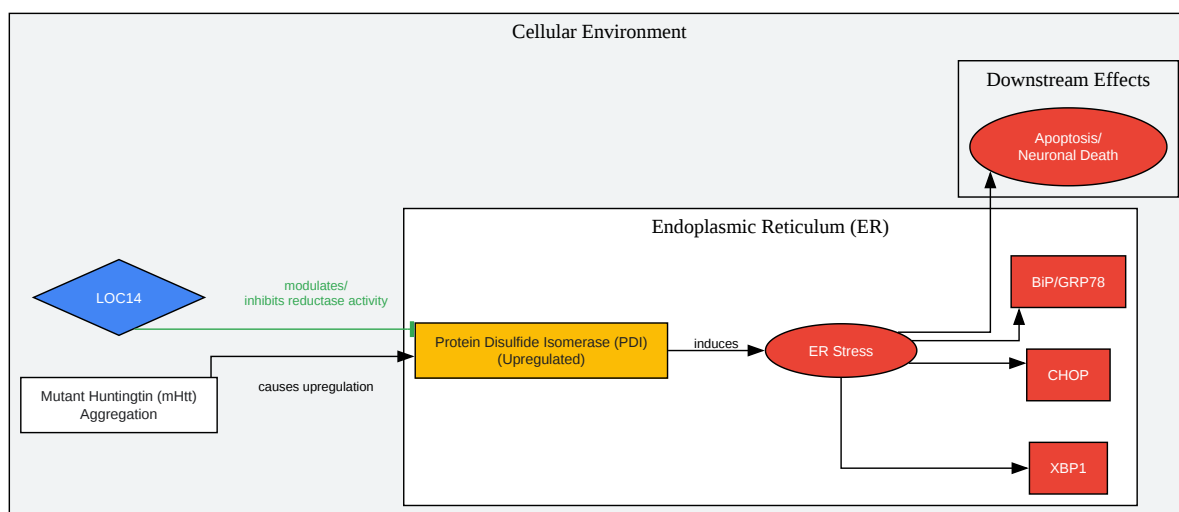 Cellular Environment
Downstream Effects
Apoptosis/
Neuronal Death
Endoplasmic Reticulum (ER)
LOC14
modulates/
inhibits reductase activity
BiP/GRP78
Protein Disulfide Isomerase (PDI)
(Upregulated)
induces
ER Stress
CHOP
causes upregulation
Mutant Huntingtin (mHtt)
Aggregation
XBP1